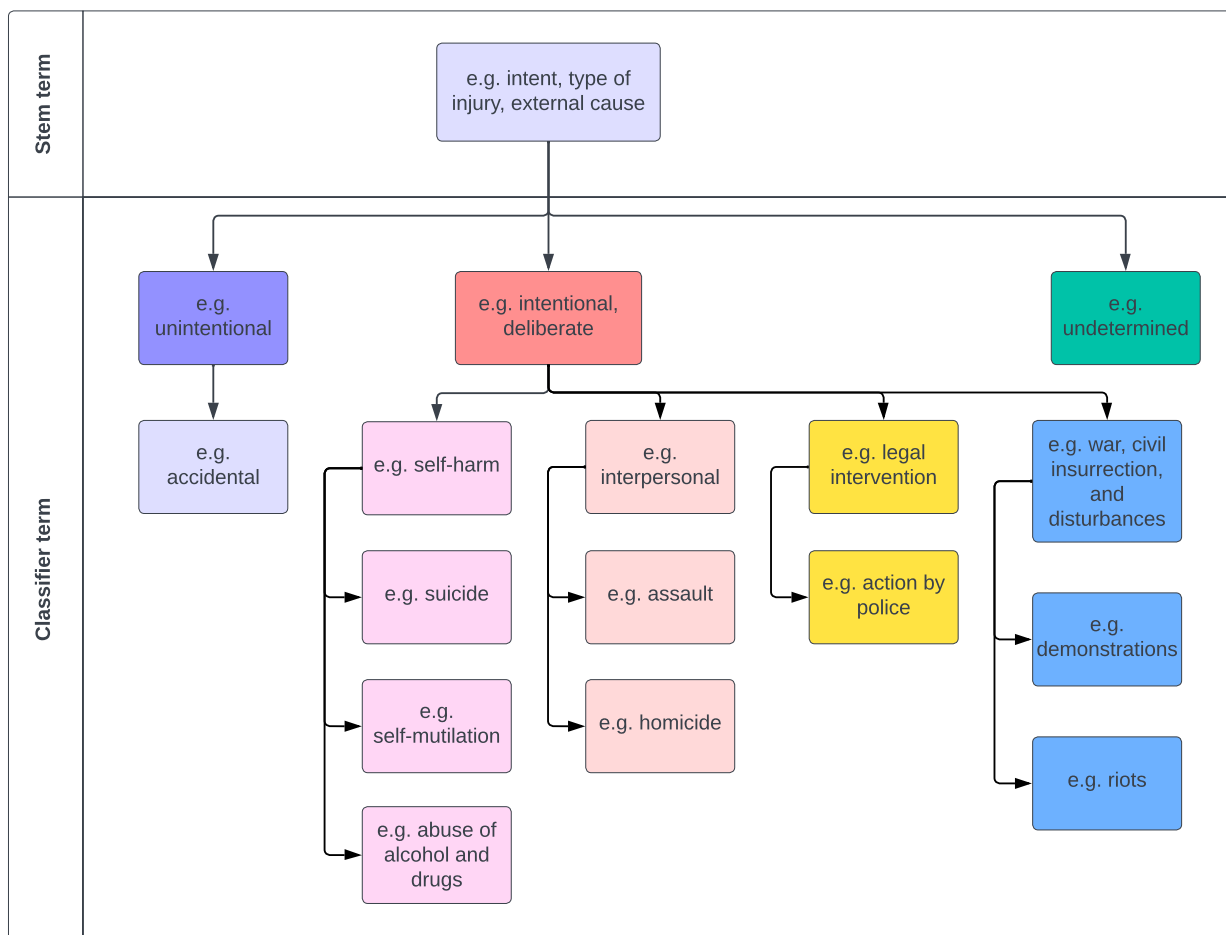 Stem term
e.g. intent, type of
injury, external cause
Classifier term
e.g.
unintentional
e.g. intentional,
deliberate
e.g.
undetermined
e.g.
accidental
e.g. self-harm
e.g.
interpersonal
e.g. legal
intervention
e.g. war, civil
insurrection,
and
disturbances
e.g. suicide
e.g. assault
e.g. action by
police
e.g.
demonstrations
e.g.
self-mutilation
e.g. homicide
e.g. riots
e.g. abuse of
alcohol and
drugs